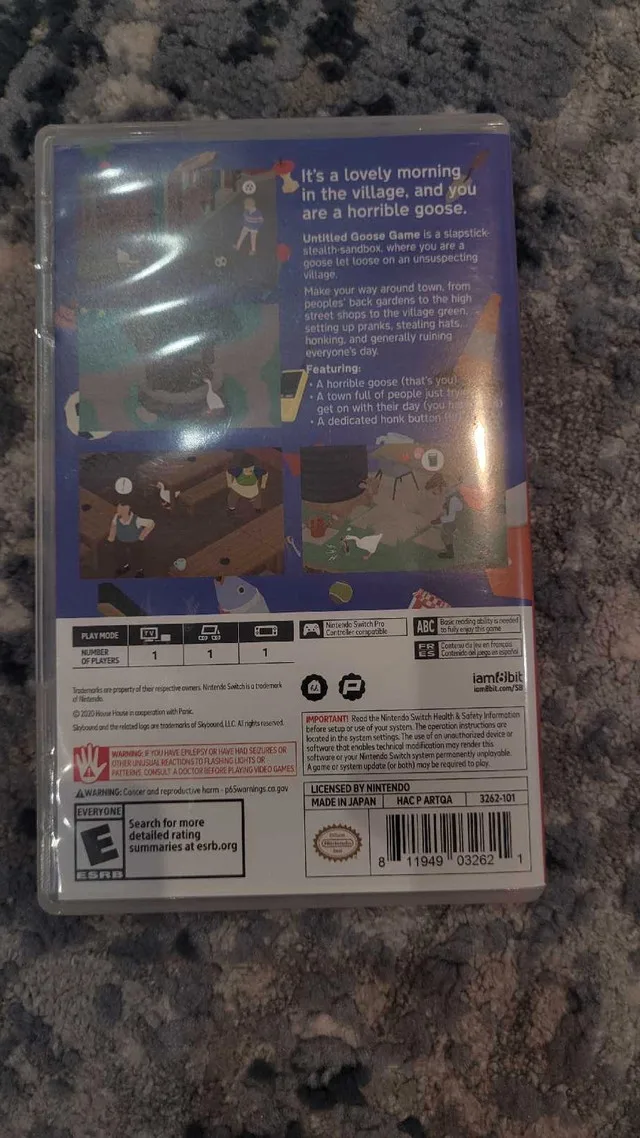 It's a lovely morning
in the village, and you
are a horrible goose.
Untitled Goose Game is a slapstick-
stealth-sandbox, where you are a
goose let loose on an unsuspecting
village.
Make your way around town, from
peoples' back gardens to the high
street shops to the village green,
setting up pranks, stealing hats,
honking, and generally ruining
everyone's day.
Featuring:
• A horrible goose (that's you)
• A town full of people just
get on with their day (you
• A dedicated honk button
PLAY MODE
TV
NUMBER
OF PLAYERS
1
1
1
Nintendo Switch Pro
Controller compatible
ABC
Basic reading ability is needed
to fully enjoy this game
FR
ES
Contenu du jeu en français
Contenido del juego en español
iam8bit
iam8bit.com/SB
Trademarks are property of their respective owners. Nintendo Switch is a trademark
of Nintendo.
© 2020 House House in cooperation with Panic.
Skybound and the related logo are trademarks of Skybound, LLC. All rights reserved.
WARNING: IF YOU HAVE EPILEPSY OR HAVE HAD SEIZURES OR
OTHER UNUSUAL REACTIONS TO FLASHING LIGHTS OR
PATTERNS, CONSULT A DOCTOR BEFORE PLAYING VIDEO GAMES
WARNING: Cancer and reproductive harm - p65warnings.ca.gov
EVERYONE
E
ESRB
Search for more
detailed rating
summaries at esrb.org
IMPORTANT! Read the Nintendo Switch Health & Safety Information
before setup or use of your system. The operation instructions are
located in the system settings. The use of an unauthorized device or
software that enables technical modification may render this
software or your Nintendo Switch system permanently unplayable.
A game or system update (or both) may be required to play.
LICENSED BY NINTENDO
MADE IN JAPAN
HAC P ARTQA
3262-101
Official
Nintendo
Seal
8 11949 03262 1